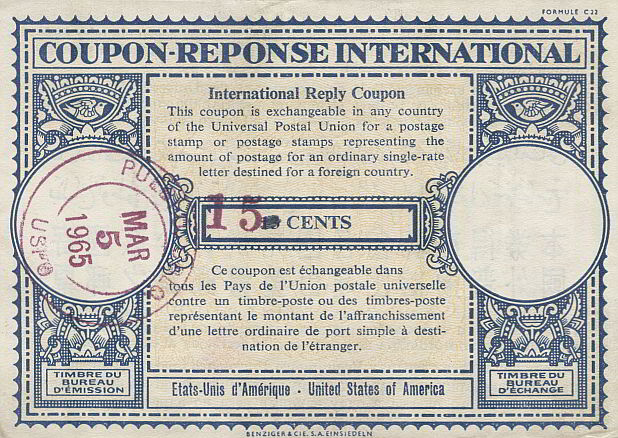 FORMULE C 22
COUPON-REPONSE INTERNATIONAL
International Reply Coupon
This coupon is exchangeable in any country
of the Universal Postal Union for a postage
stamp or postage stamps representing the
amount of postage for an ordinary single-rate
letter destined for a foreign country.
15 CENTS
MAR
5
1965
USPO
Ce coupon est échangeable dans
tous les Pays de l'Union postale universelle
contre un timbre-poste ou des timbres-poste
représentant le montant de l'affranchissement
d'une lettre ordinaire de port simple à desti-
nation de l'étranger.
TIMBRE DU
BUREAU
D'ÉMISSION
Etats-Unis d'Amérique · United States of America
TIMBRE DU
BUREAU
D'ÉCHANGE
BENZIGER & CIE. S.A. EINSIEDELN